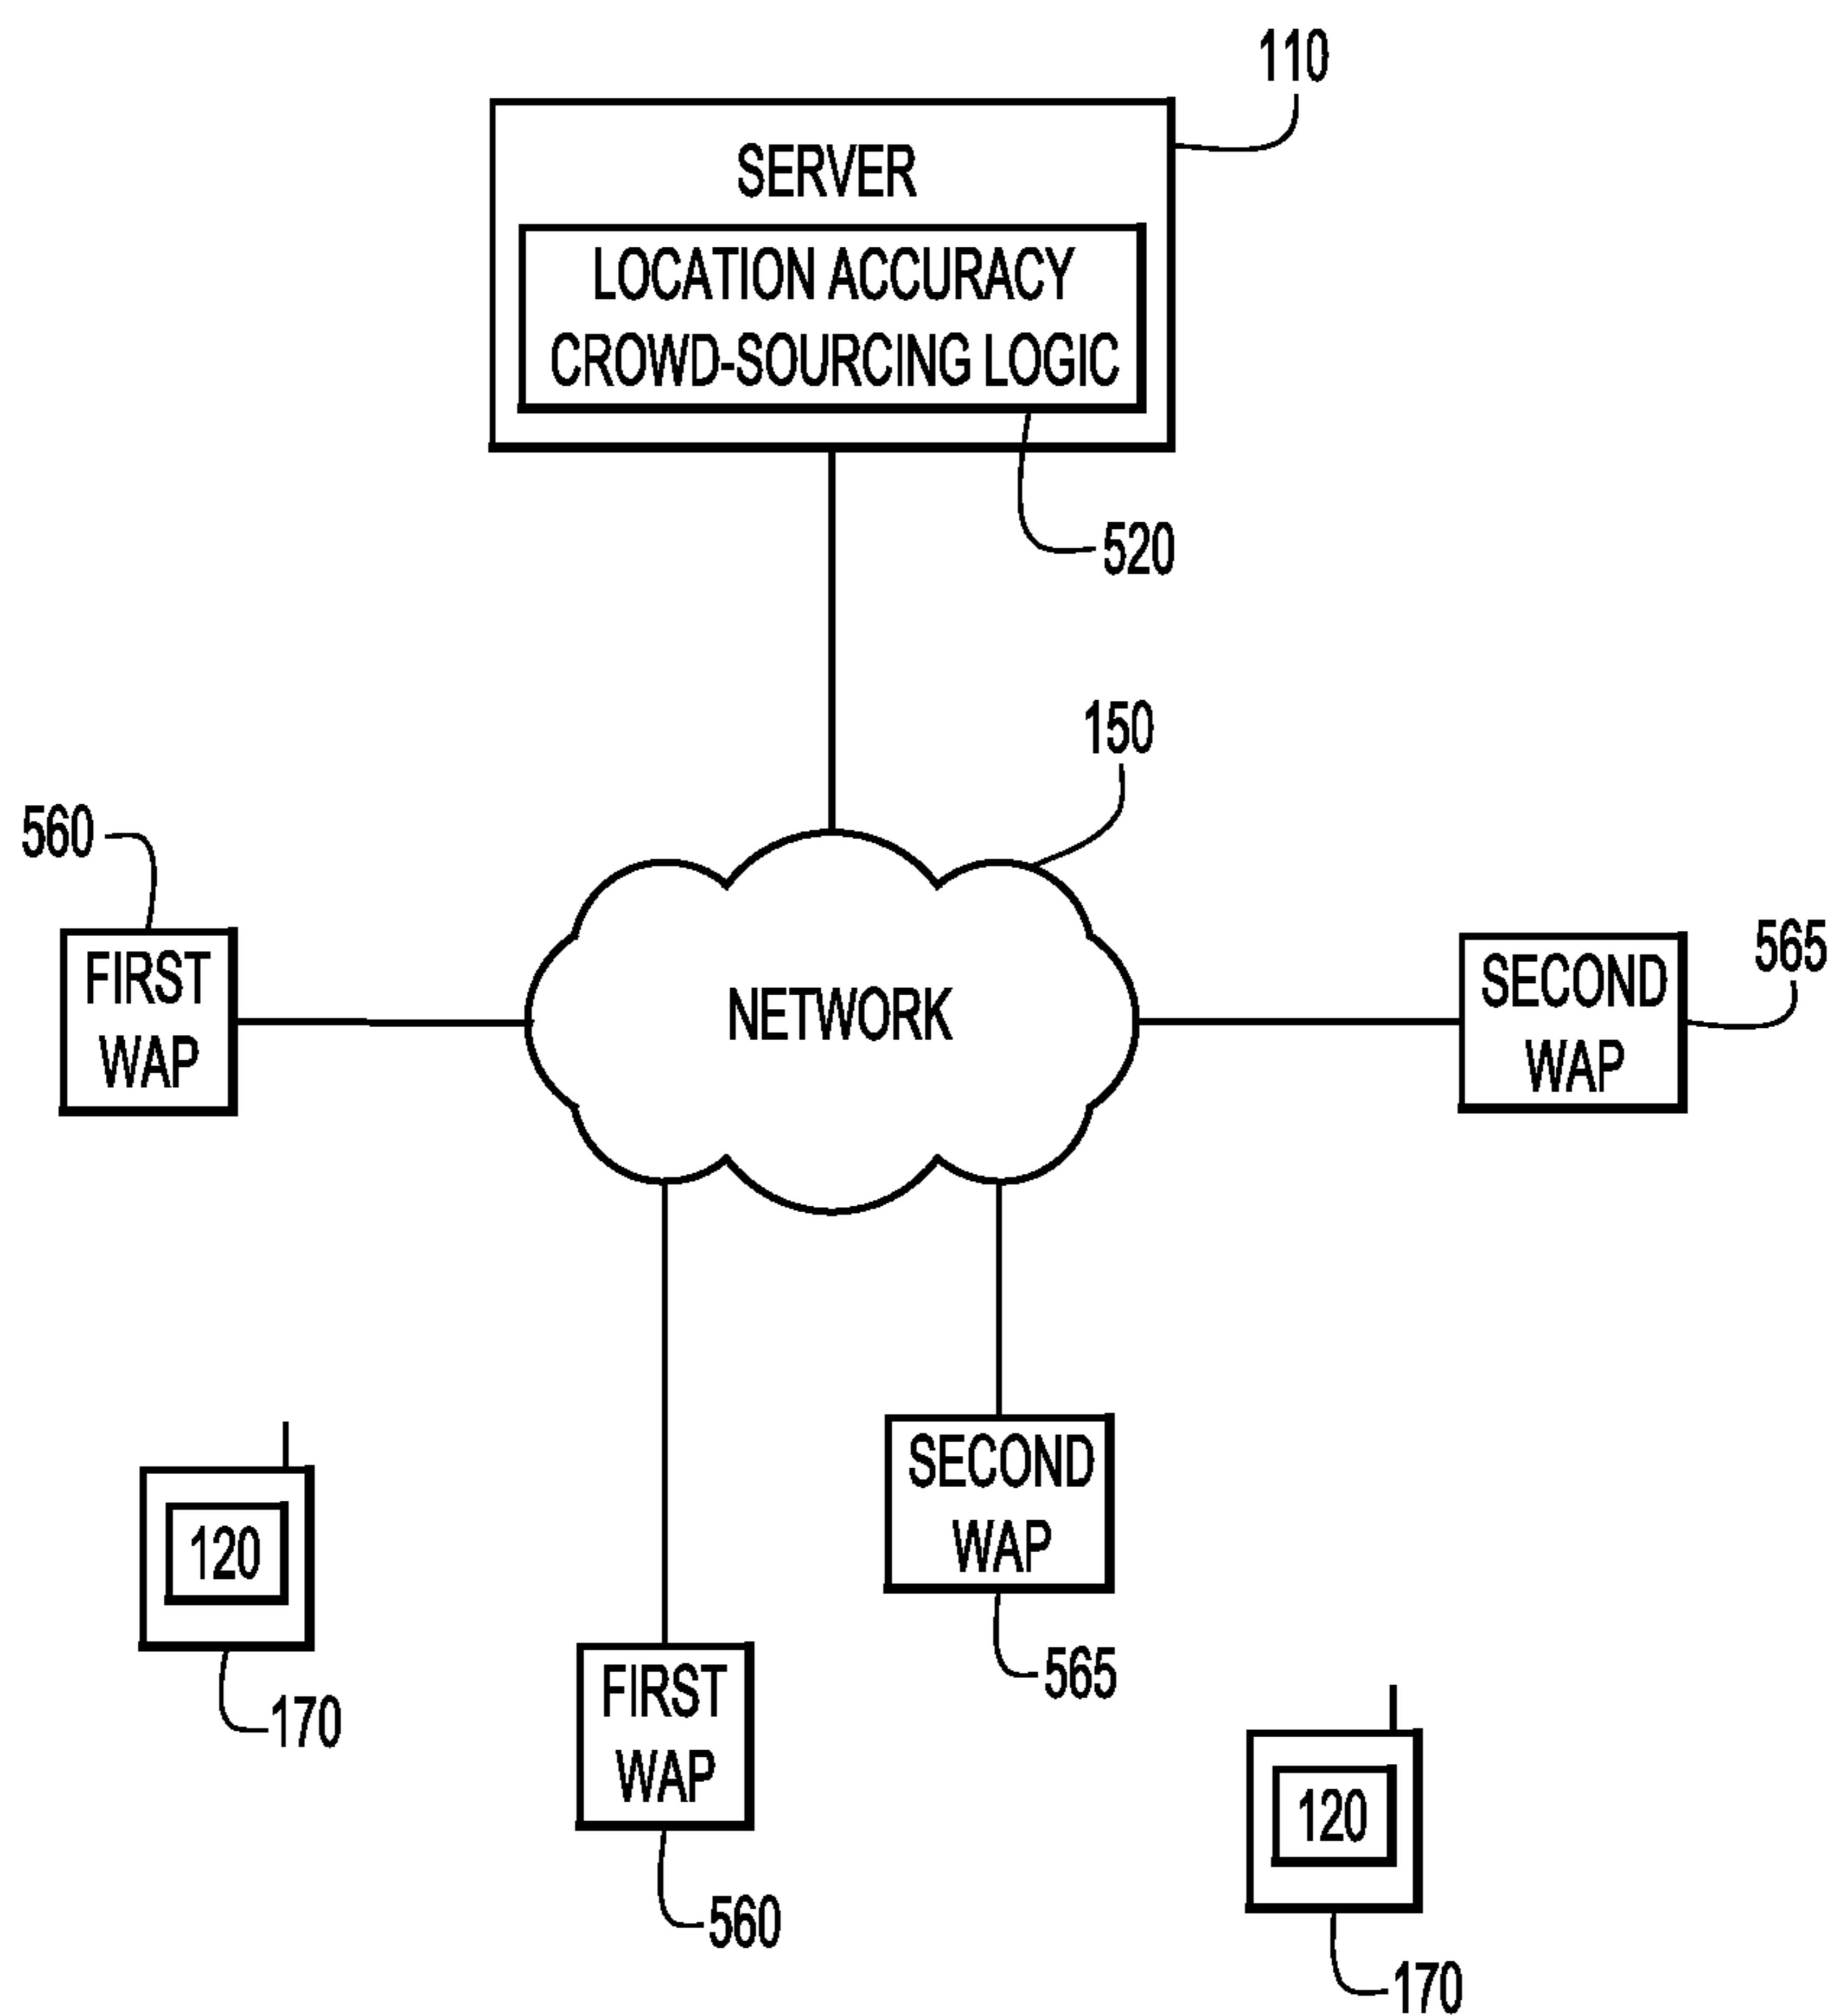 110
SERVER
LOCATION ACCURACY
CROWD-SOURCING LOGIC
520
150
560
FIRST
WAP
NETWORK
SECOND
WAP
565
SECOND
WAP
565
120
170
FIRST
WAP
560
120
170